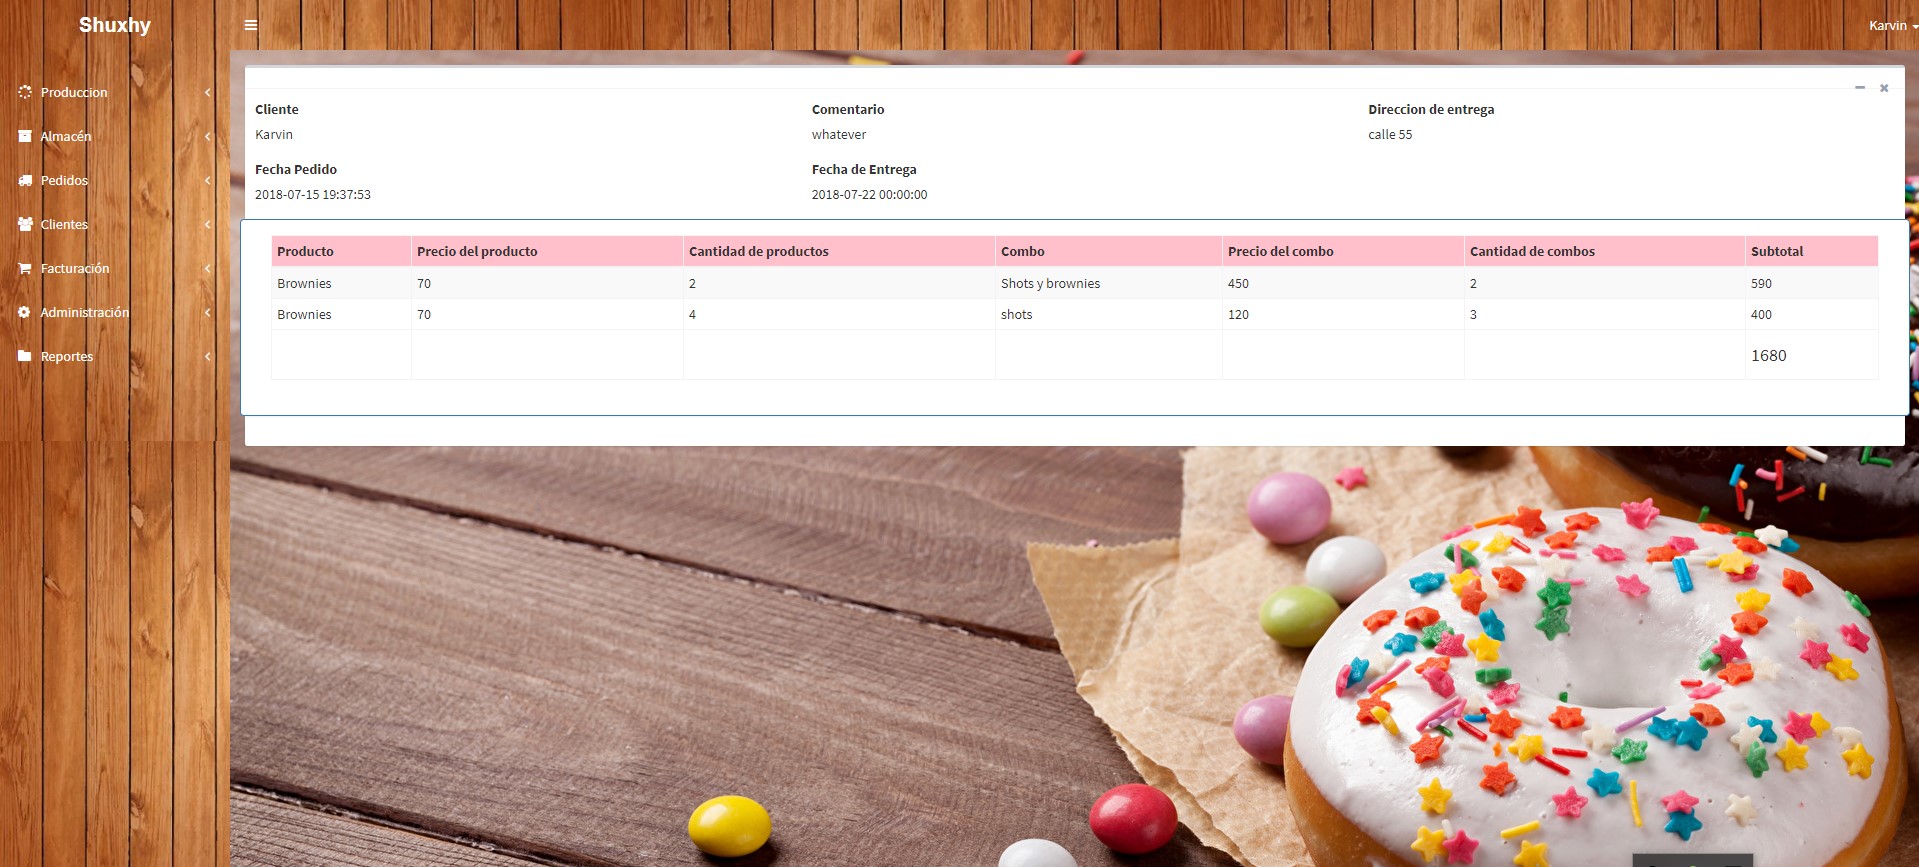 Shuxhy
Karvin
Produccion
Almacén
Pedidos
Clientes
Facturación
Administración
Reportes
Cliente Comentario Direccion de entrega
Karvin whatever calle 55
Fecha Pedido Fecha de Entrega
2018-07-15 19:37:53 2018-07-22 00:00:00
Producto Precio del producto Cantidad de productos Combo Precio del combo Cantidad de combos Subtotal
Brownies 70 2 Shots y brownies 450 2 590
Brownies 70 4 shots 120 3 400
1680